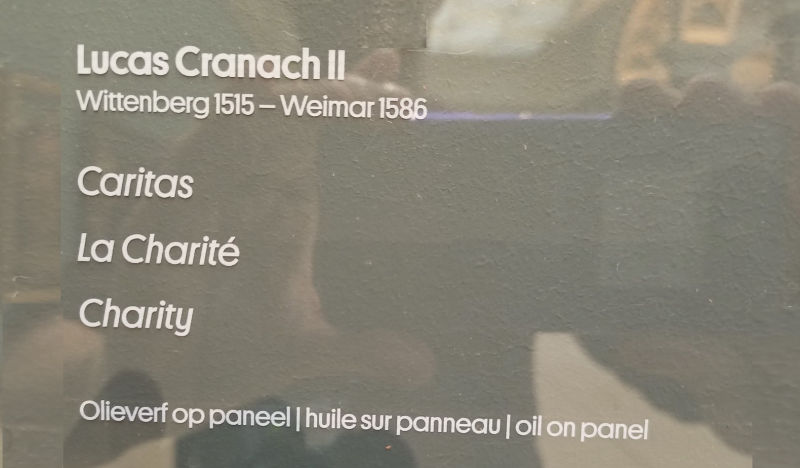 Lucas Cranach II
Wittenberg 1515 – Weimar 1586
Caritas
La Charité
Charity
Olieverf op paneel | huile sur panneau | oil on panel